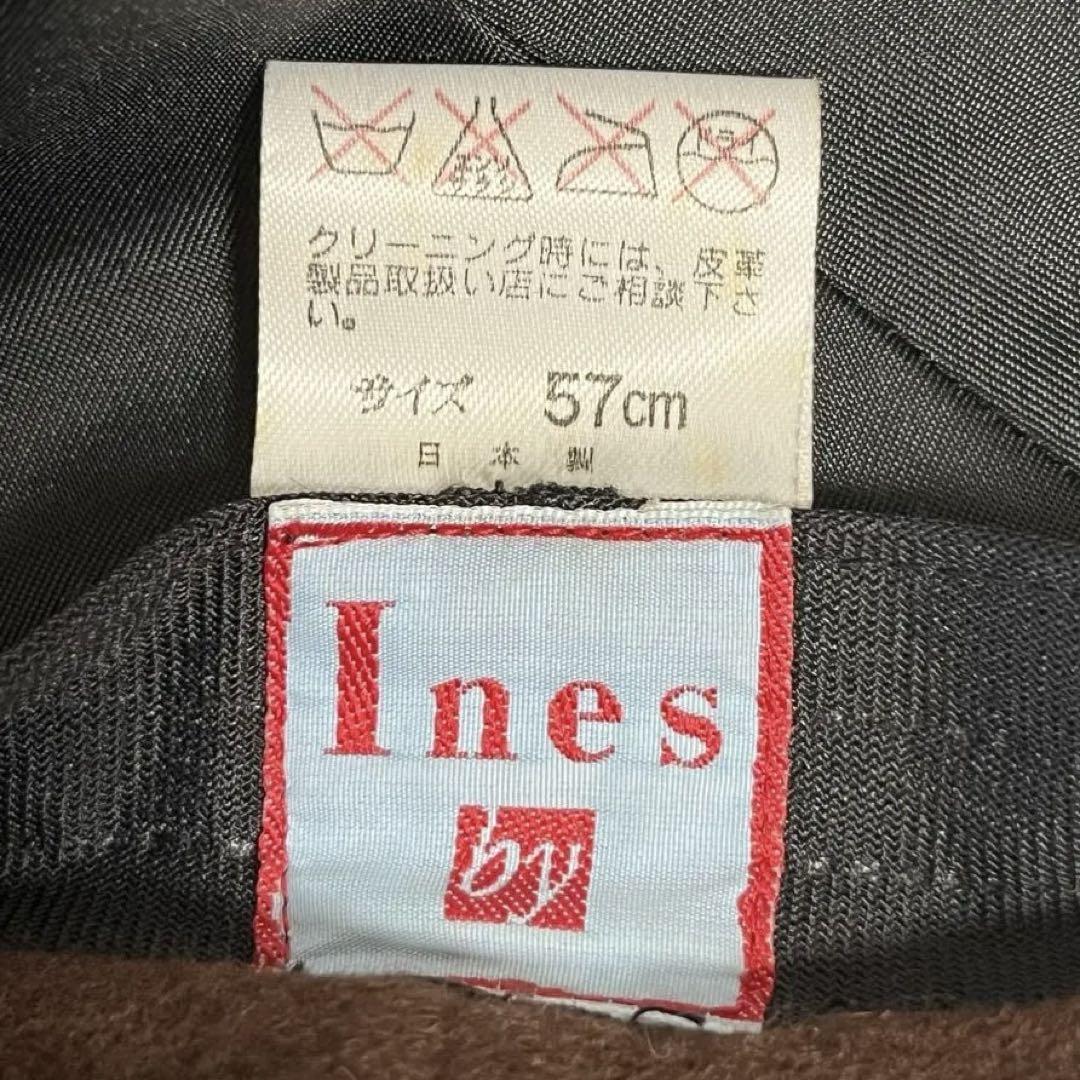 クリーニング時には、皮革
製品取扱い店にご相談下さ
い。
サイズ 57cm
日本製
Ines
by